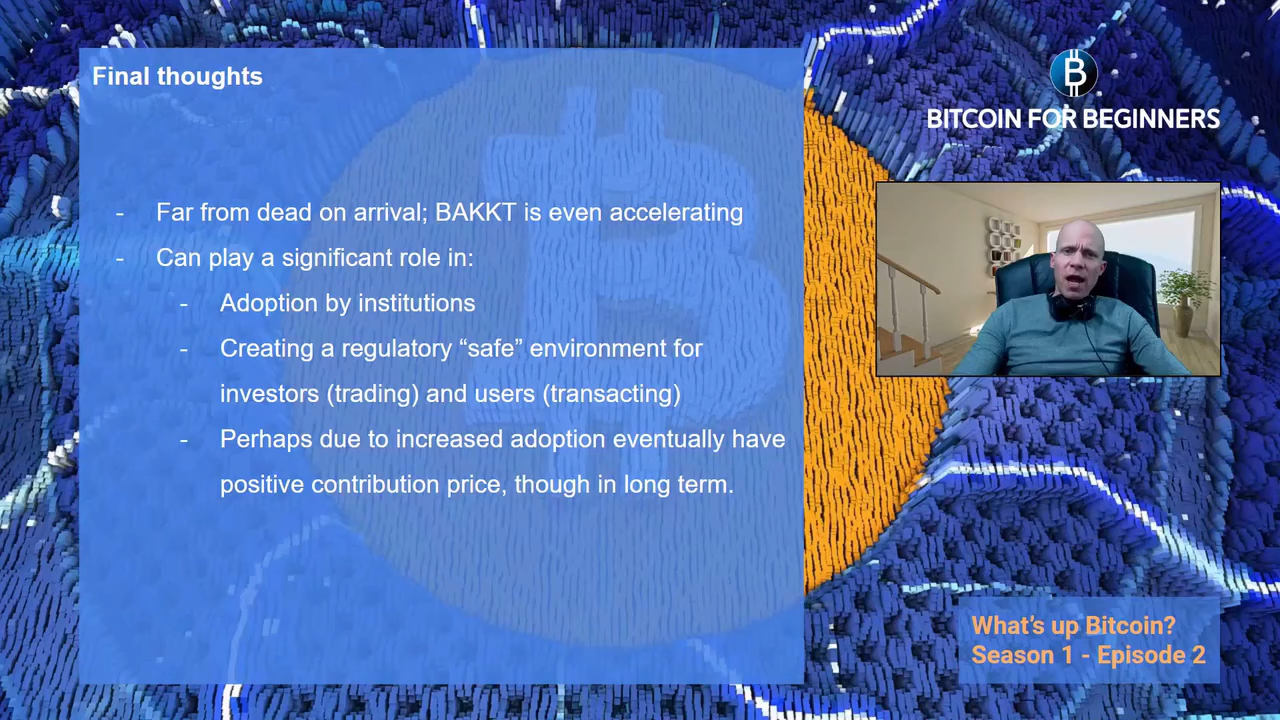 Final thoughts
- Far from dead on arrival; BAKKT is even accelerating
- Can play a significant role in:
- Adoption by institutions
- Creating a regulatory “safe” environment for
investors (trading) and users (transacting)
- Perhaps due to increased adoption eventually have
positive contribution price, though in long term.
BITCOIN FOR BEGINNERS
What’s up Bitcoin?
Season 1 - Episode 2